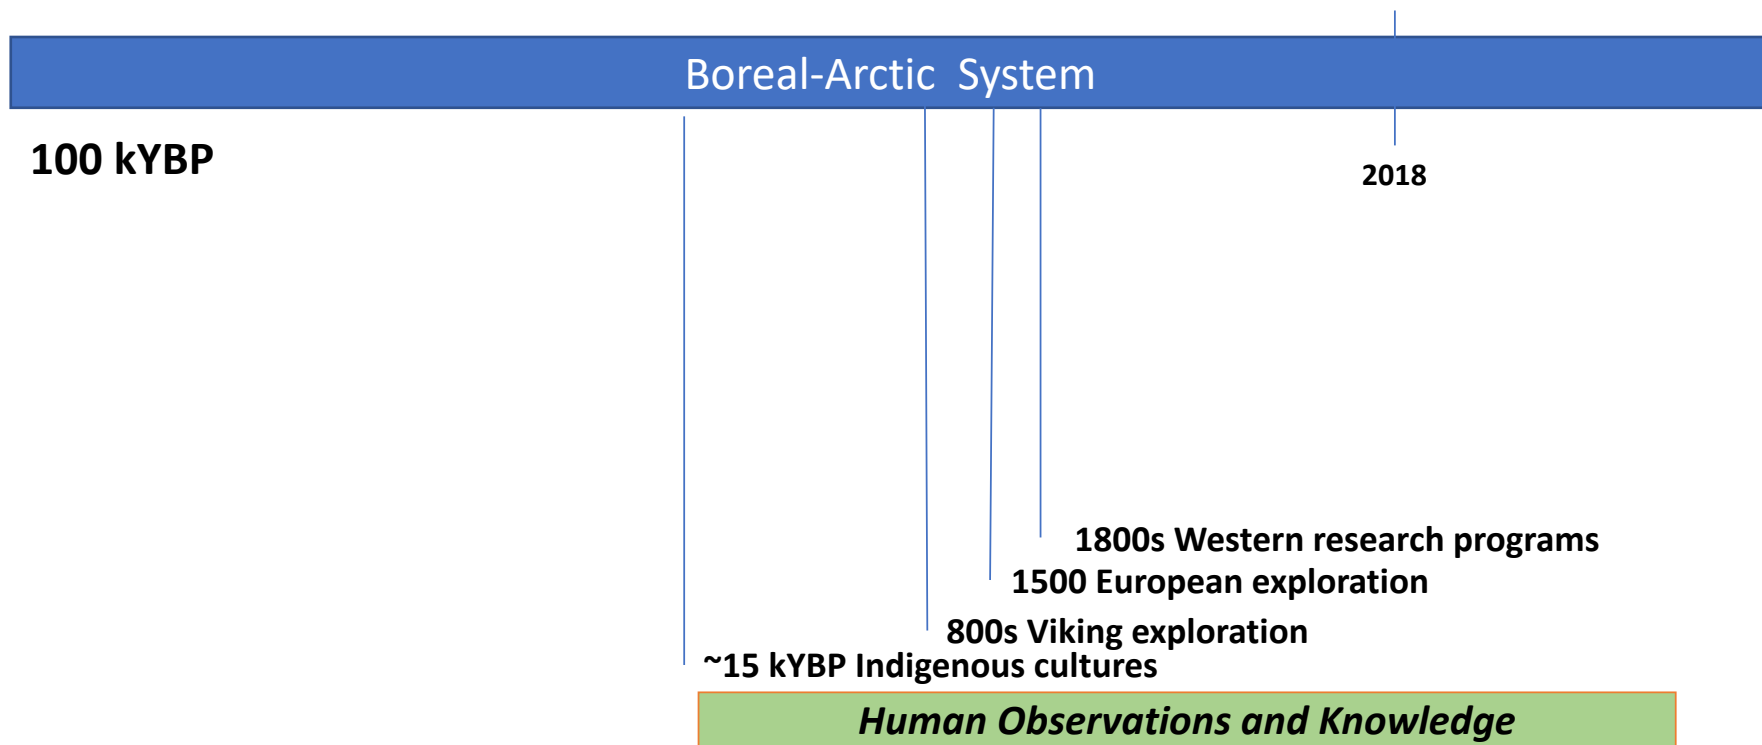 Boreal-Arctic System
100 kYBP
2018
1800s Western research programs
1500 European exploration
800s Viking exploration
~15 kYBP Indigenous cultures
Human Observations and Knowledge